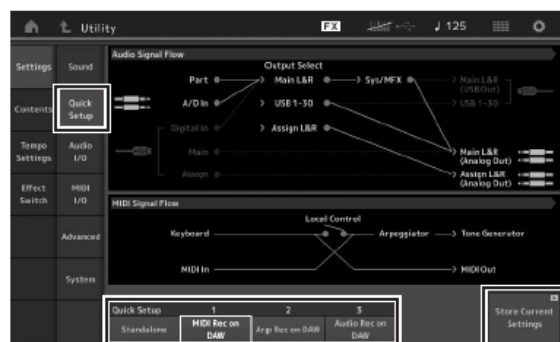 Utility
FX
125
Settings
Sound
Contents
Quick
Setup
Tempo
Settings
Audio
I/O
Effect
Switch
MIDI
I/O
Advanced
System
Audio Signal Flow
Output Select
Part
Main L&R
Sys/MFX
Main L&R
(USB Out)
A/D In
USB 1-30
USB 1-30
Digital In
Assign L&R
Main
Main L&R
(Analog Out)
Assign
Assign L&R
(Analog Out)
MIDI Signal Flow
Local Control
Keyboard
Arpeggiator
Tone Generator
MIDI In
MIDI Out
Quick Setup
1
2
3
Standalone
MIDI Rec on
DAW
Arp Rec on DAW
Audio Rec on
DAW
Store Current
Settings